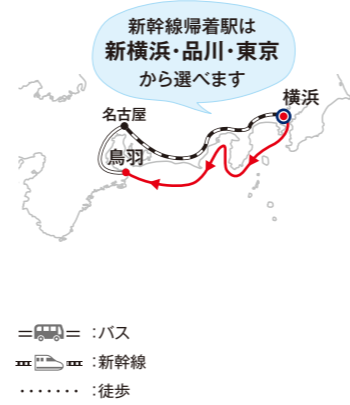 新幹線帰着駅は
新横浜・品川・東京
から選べます
横浜
名古屋
鳥羽
：バス
：新幹線
：徒歩